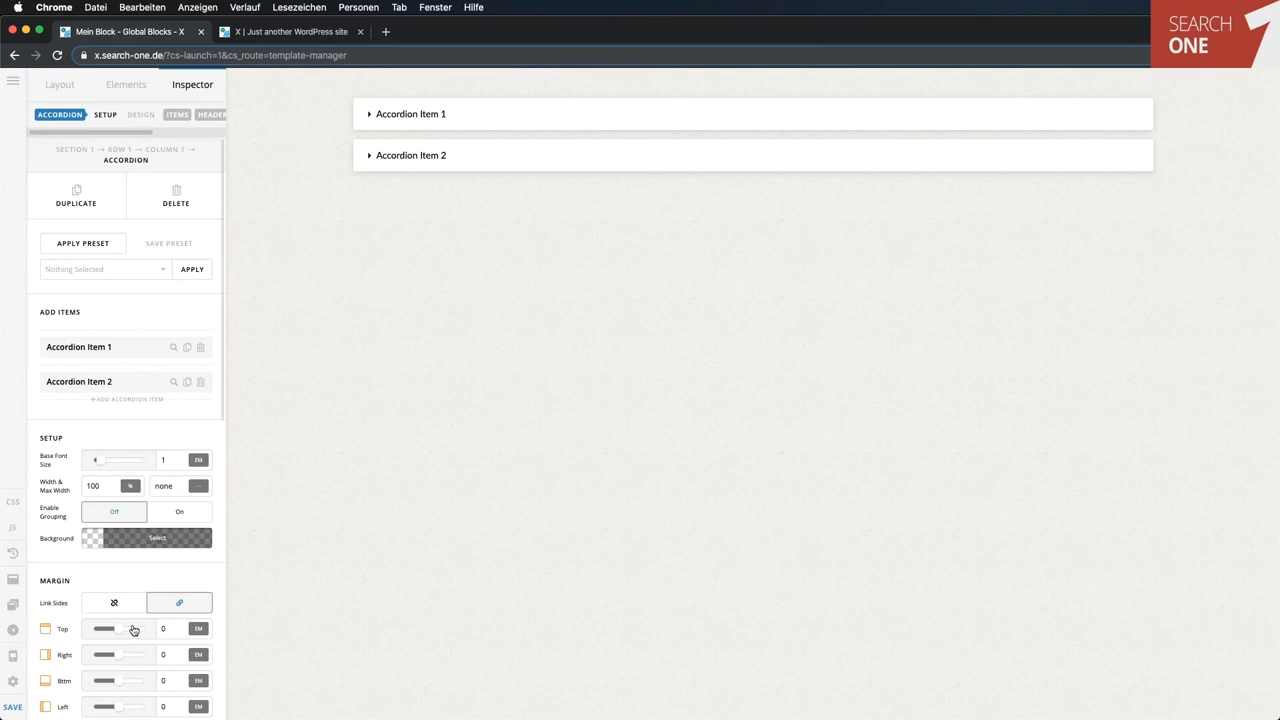 Chrome Datei Bearbeiten Anzeigen Verlauf Lesezeichen Personen Tab Fenster Hilfe
Mein Block - Global Blocks - X
X | Just another WordPress site
x.search-one.de/?cs-launch=1&cs_route=template-manager
SEARCH
ONE
Layout Elements Inspector
ACCORDION SETUP DESIGN ITEMS HEADER
SECTION 1 → ROW 1 → COLUMN 1 →
ACCORDION
DUPLICATE DELETE
APPLY PRESET SAVE PRESET
Nothing Selected APPLY
ADD ITEMS
Accordion Item 1
Accordion Item 2
+ ADD ACCORDION ITEM
SETUP
Base Font
Size
1 EM
Width &
Max Width
100 % none --
Enable
Grouping
Off On
Background Select
MARGIN
Link Sides
Top 0 EM
Right 0 EM
Bttm 0 EM
Left 0 EM
CSS
JS
SAVE
Accordion Item 1
Accordion Item 2